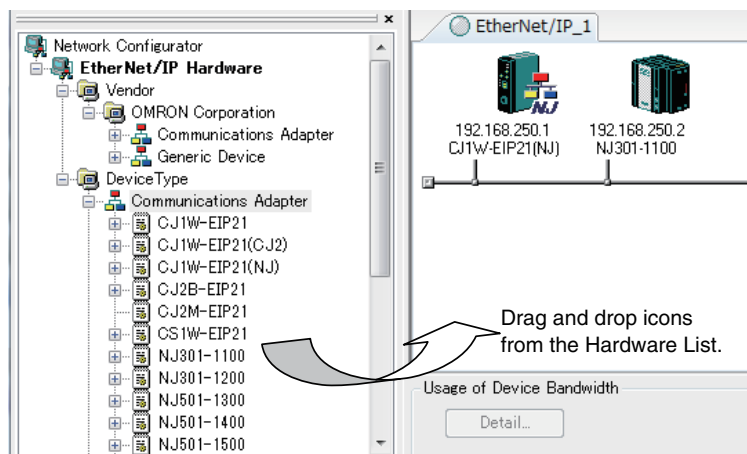 Network Configurator
EtherNet/IP Hardware
Vendor
OMRON Corporation
Communications Adapter
Generic Device
DeviceType
Communications Adapter
CJ1W-EIP21
CJ1W-EIP21(CJ2)
CJ1W-EIP21(NJ)
CJ2B-EIP21
CJ2M-EIP21
CS1W-EIP21
NJ301-1100
NJ301-1200
NJ501-1300
NJ501-1400
NJ501-1500
EtherNet/IP_1
NJ
192.168.250.1
CJ1W-EIP21(NJ)
192.168.250.2
NJ301-1100
Drag and drop icons
from the Hardware List.
Usage of Device Bandwidth
Detail...